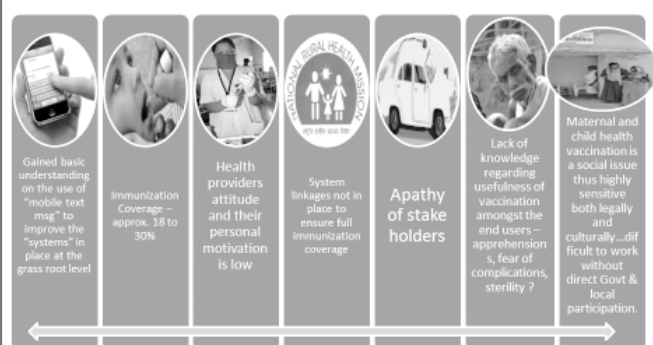 Gained basic
understanding
on the use of
"mobile text
msg" to
improve the
"systems" in
place at the
grass root level
Immunization
Coverage –
approx. 18 to
30%
Health
providers
attitude
and their
personal
motivation
is low
NATIONAL RURAL HEALTH MISSION
System
linkages not in
place to
ensure full
immunization
coverage
Apathy
of stake
holders
Lack of
knowledge
regarding
usefulness of
vaccination
amongst the
end users –
apprehension
s, fear of
complications,
sterility ?
Maternal and
child health
vaccination is
a social issue
thus highly
sensitive
both legally
and
culturally...dif
ficult to work
without
direct Govt &
local
participation.